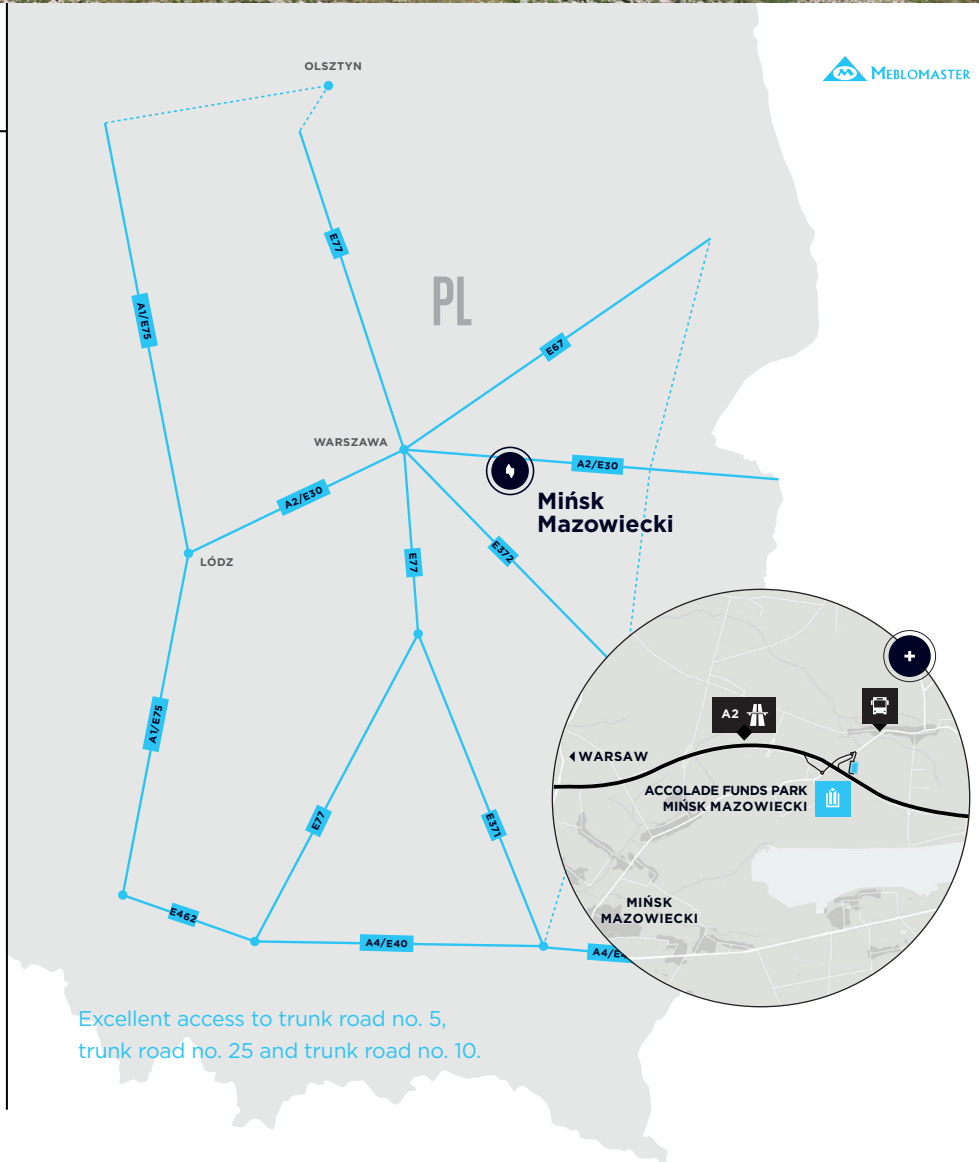 OLSZTYN
MEBLOMASTER
E77
PL
A1/E75
E67
WARSZAWA
A2/E30
A2/E30
Mińsk
Mazowiecki
E372
E77
LÓDZ
A2
A1/E75
WARSAW
ACCOLADE FUNDS PARK
MIŃSK MAZOWIECKI
E77
E371
MIŃSK
MAZOWIECKI
E462
A4/E40
A4/E4
Excellent access to trunk road no. 5,
trunk road no. 25 and trunk road no. 10.